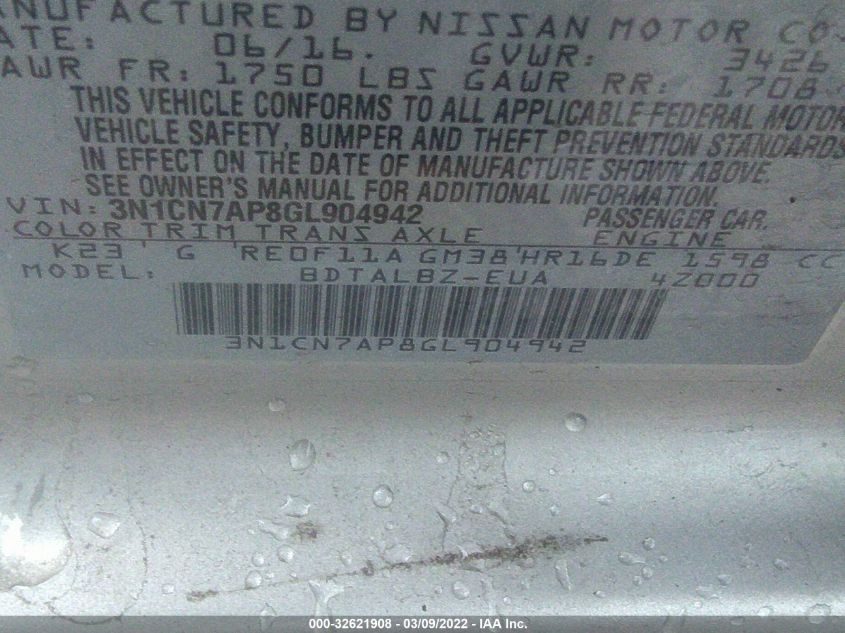 NUFACTURED BY NISSAN MOTOR CO.
ATE: 06/16. GVWR: 3426
AWR FR: 1750 LBS GAWR RR: 1708
THIS VEHICLE CONFORMS TO ALL APPLICABLE FEDERAL MOTOR
VEHICLE SAFETY, BUMPER AND THEFT PREVENTION STANDARDS
IN EFFECT ON THE DATE OF MANUFACTURE SHOWN ABOVE.
SEE OWNER'S MANUAL FOR ADDITIONAL INFORMATION.
VIN: 3N1CN7AP8GL904942 PASSENGER CAR.
COLOR TRIM TRANS AXLE ENGINE
K23 ' G 'RE0F11A GM38'HR16DE 1598 CC
MODEL: BDTALBZ-EUA 4Z000
3N1CN7AP8GL904942
000-32621908 - 03/09/2022 - IAA Inc.